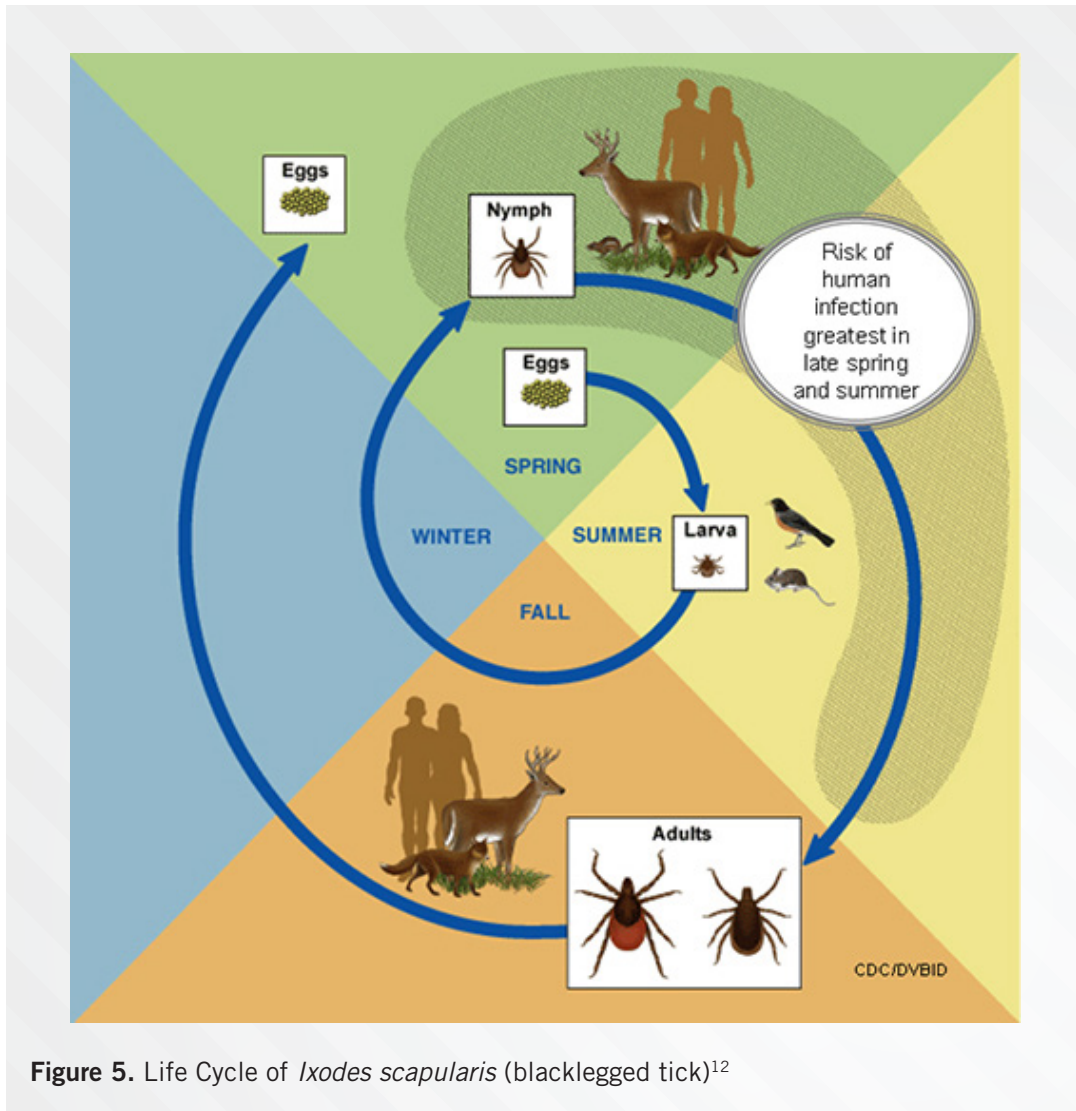 Eggs
Nymph
Risk of
human
infection
greatest in
late spring
and summer
Eggs
SPRING
WINTER
SUMMER
Larva
FALL
Adults
CDC/DVBID
Figure 5. Life Cycle of Ixodes scapularis (blacklegged tick)12